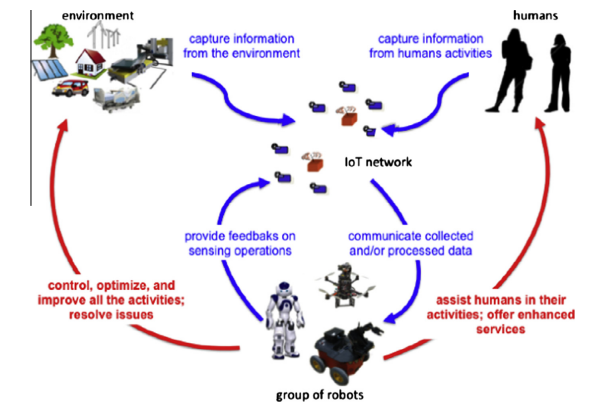 environment
humans
capture information
from the environment
capture information
from humans activities
IoT network
provide feedbaks on
sensing operations
communicate collected
and/or processed data
control, optimize, and
improve all the activities;
resolve issues
assist humans in their
activities; offer enhanced
services
group of robots